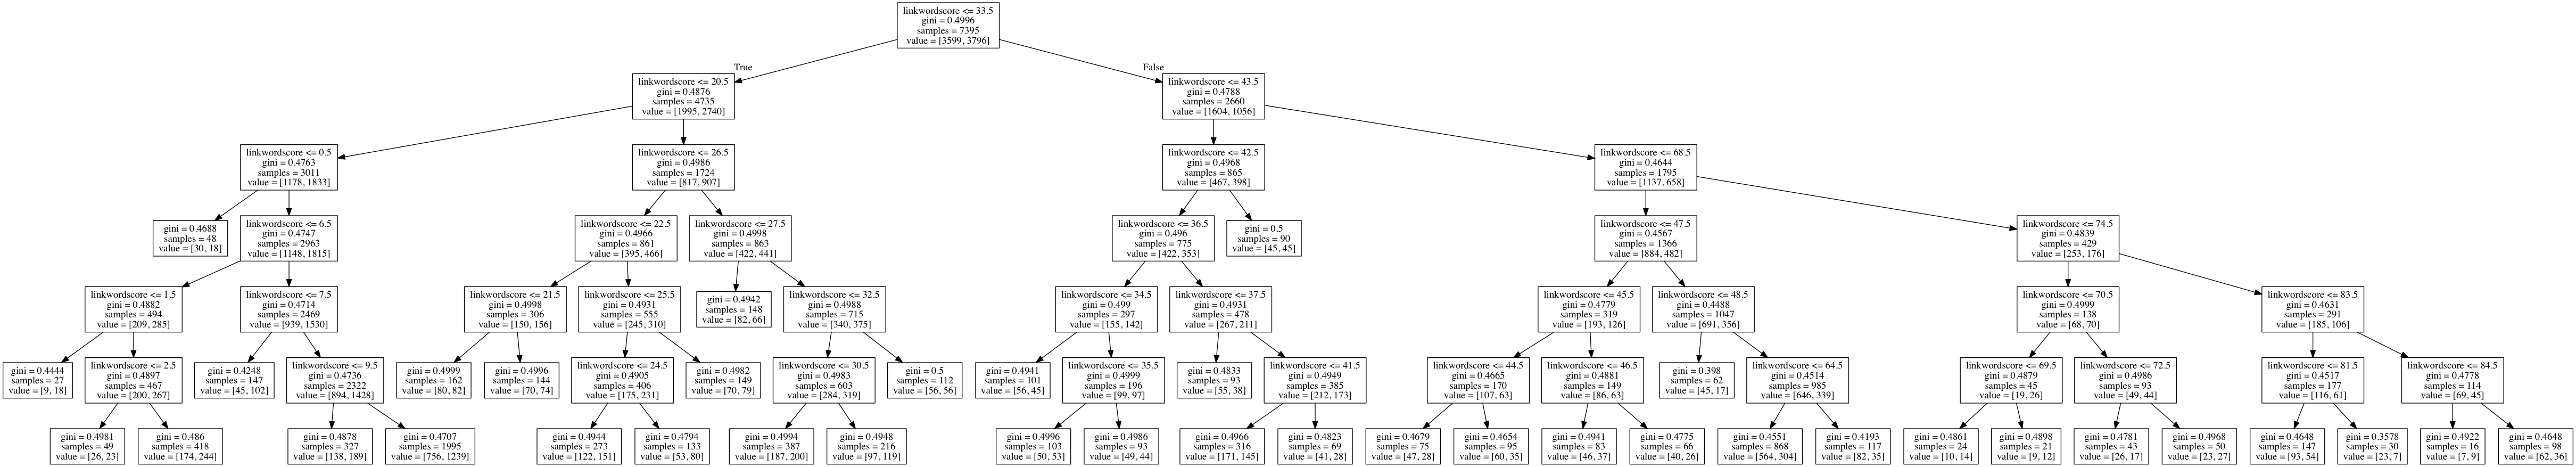 linkwordscore <= 33.5
gini = 0.4996
samples = 7395
value = [3599, 3796]
True
False
linkwordscore <= 20.5
gini = 0.4876
samples = 4735
value = [1995, 2740]
linkwordscore <= 43.5
gini = 0.4788
samples = 2660
value = [1604, 1056]
linkwordscore <= 0.5
gini = 0.4763
samples = 3011
value = [1178, 1833]
linkwordscore <= 26.5
gini = 0.4986
samples = 1724
value = [817, 907]
linkwordscore <= 42.5
gini = 0.4968
samples = 865
value = [467, 398]
linkwordscore <= 68.5
gini = 0.4644
samples = 1795
value = [1137, 658]
gini = 0.4688
samples = 48
value = [30, 18]
linkwordscore <= 6.5
gini = 0.4747
samples = 2963
value = [1148, 1815]
linkwordscore <= 22.5
gini = 0.4966
samples = 861
value = [395, 466]
linkwordscore <= 27.5
gini = 0.4998
samples = 863
value = [422, 441]
linkwordscore <= 36.5
gini = 0.496
samples = 775
value = [422, 353]
gini = 0.5
samples = 90
value = [45, 45]
linkwordscore <= 47.5
gini = 0.4567
samples = 1366
value = [884, 482]
linkwordscore <= 74.5
gini = 0.4839
samples = 429
value = [253, 176]
linkwordscore <= 1.5
gini = 0.4882
samples = 494
value = [209, 285]
linkwordscore <= 7.5
gini = 0.4714
samples = 2469
value = [939, 1530]
linkwordscore <= 21.5
gini = 0.4998
samples = 306
value = [150, 156]
linkwordscore <= 25.5
gini = 0.4931
samples = 555
value = [245, 310]
gini = 0.4942
samples = 148
value = [82, 66]
linkwordscore <= 32.5
gini = 0.4988
samples = 715
value = [340, 375]
linkwordscore <= 34.5
gini = 0.499
samples = 297
value = [155, 142]
linkwordscore <= 37.5
gini = 0.4931
samples = 478
value = [267, 211]
linkwordscore <= 45.5
gini = 0.4779
samples = 319
value = [193, 126]
linkwordscore <= 48.5
gini = 0.4488
samples = 1047
value = [691, 356]
linkwordscore <= 70.5
gini = 0.4999
samples = 138
value = [68, 70]
linkwordscore <= 83.5
gini = 0.4631
samples = 291
value = [185, 106]
gini = 0.4444
samples = 27
value = [9, 18]
linkwordscore <= 2.5
gini = 0.4897
samples = 467
value = [200, 267]
gini = 0.4248
samples = 147
value = [45, 102]
linkwordscore <= 9.5
gini = 0.4736
samples = 2322
value = [894, 1428]
gini = 0.4999
samples = 162
value = [80, 82]
gini = 0.4996
samples = 144
value = [70, 74]
linkwordscore <= 24.5
gini = 0.4905
samples = 406
value = [175, 231]
gini = 0.4982
samples = 149
value = [70, 79]
linkwordscore <= 30.5
gini = 0.4983
samples = 603
value = [284, 319]
gini = 0.5
samples = 112
value = [56, 56]
gini = 0.4941
samples = 101
value = [56, 45]
linkwordscore <= 35.5
gini = 0.4999
samples = 196
value = [99, 97]
gini = 0.4833
samples = 93
value = [55, 38]
linkwordscore <= 41.5
gini = 0.4949
samples = 385
value = [212, 173]
linkwordscore <= 44.5
gini = 0.4665
samples = 170
value = [107, 63]
linkwordscore <= 46.5
gini = 0.4881
samples = 149
value = [86, 63]
gini = 0.398
samples = 62
value = [45, 17]
linkwordscore <= 64.5
gini = 0.4514
samples = 985
value = [646, 339]
linkwordscore <= 69.5
gini = 0.4879
samples = 45
value = [19, 26]
linkwordscore <= 72.5
gini = 0.4986
samples = 93
value = [49, 44]
linkwordscore <= 81.5
gini = 0.4517
samples = 177
value = [116, 61]
linkwordscore <= 84.5
gini = 0.4778
samples = 114
value = [69, 45]
gini = 0.4981
samples = 49
value = [26, 23]
gini = 0.486
samples = 418
value = [174, 244]
gini = 0.4878
samples = 327
value = [138, 189]
gini = 0.4707
samples = 1995
value = [756, 1239]
gini = 0.4944
samples = 273
value = [122, 151]
gini = 0.4794
samples = 133
value = [53, 80]
gini = 0.4994
samples = 387
value = [187, 200]
gini = 0.4948
samples = 216
value = [97, 119]
gini = 0.4996
samples = 103
value = [50, 53]
gini = 0.4986
samples = 93
value = [49, 44]
gini = 0.4966
samples = 316
value = [171, 145]
gini = 0.4823
samples = 69
value = [41, 28]
gini = 0.4679
samples = 75
value = [47, 28]
gini = 0.4654
samples = 95
value = [60, 35]
gini = 0.4941
samples = 83
value = [46, 37]
gini = 0.4775
samples = 66
value = [40, 26]
gini = 0.4551
samples = 868
value = [564, 304]
gini = 0.4193
samples = 117
value = [82, 35]
gini = 0.4861
samples = 24
value = [10, 14]
gini = 0.4898
samples = 21
value = [9, 12]
gini = 0.4781
samples = 43
value = [26, 17]
gini = 0.4968
samples = 50
value = [23, 27]
gini = 0.4648
samples = 147
value = [93, 54]
gini = 0.3578
samples = 30
value = [23, 7]
gini = 0.4922
samples = 16
value = [7, 9]
gini = 0.4648
samples = 98
value = [62, 36]